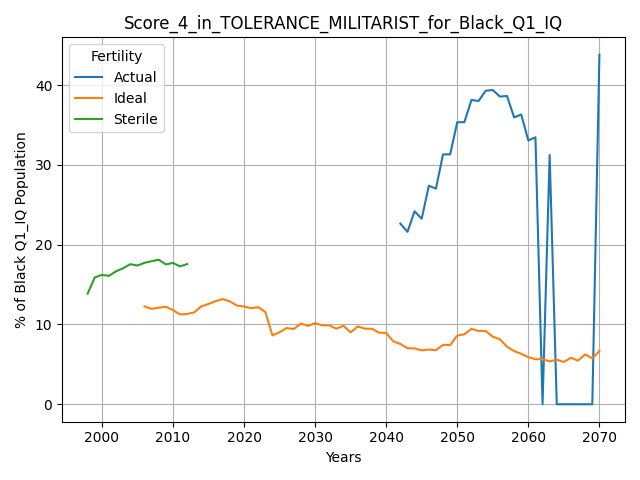 Score_4_in_TOLERANCE_MILITARIST_for_Black_Q1_IQ
Fertility
Actual
Ideal
Sterile
% of Black Q1_IQ Population
40
30
20
10
0
2000 2010 2020 2030 2040 2050 2060 2070
Years